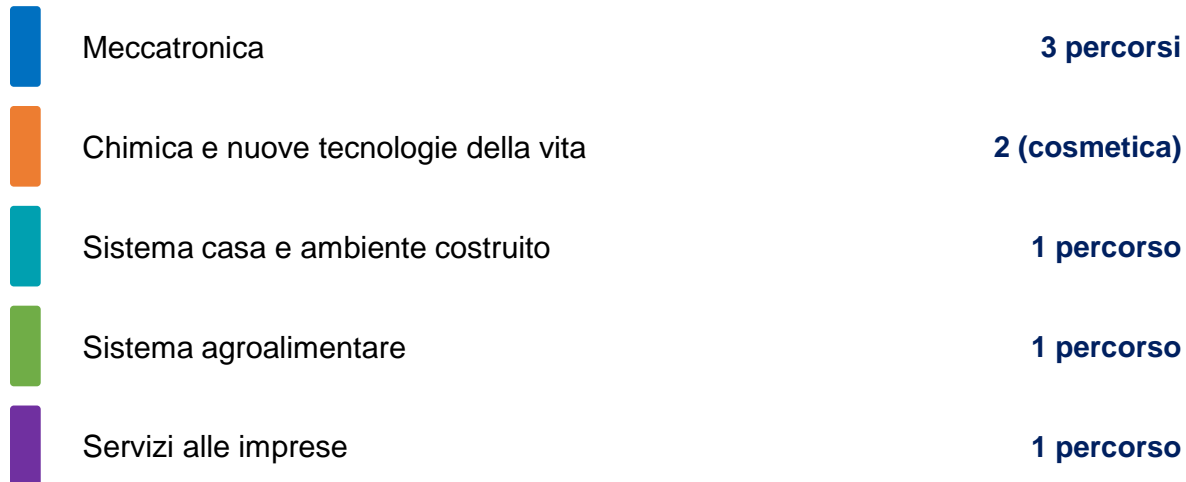 Meccatronica 3 percorsi
Chimica e nuove tecnologie della vita 2 (cosmetica)
Sistema casa e ambiente costruito 1 percorso
Sistema agroalimentare 1 percorso
Servizi alle imprese 1 percorso